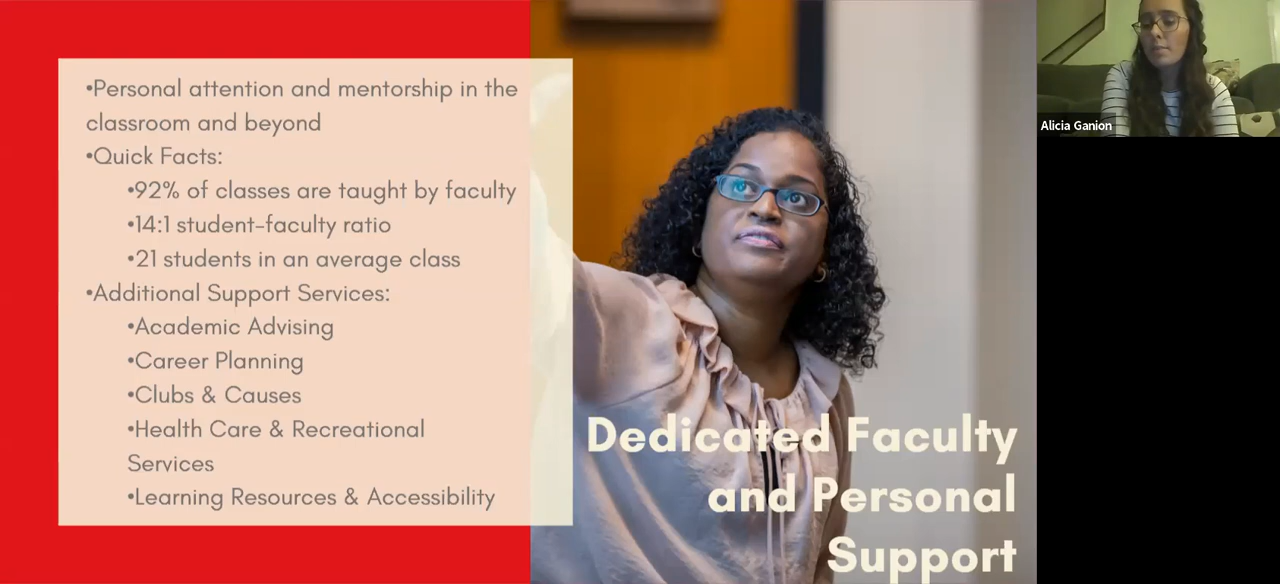 •Personal attention and mentorship in the
classroom and beyond
•Quick Facts:
•92% of classes are taught by faculty
•14:1 student-faculty ratio
•21 students in an average class
•Additional Support Services:
•Academic Advising
•Career Planning
•Clubs & Causes
•Health Care & Recreational
Services
•Learning Resources & Accessibility
Dedicated Faculty
and Personal
Support
Alicia Ganion